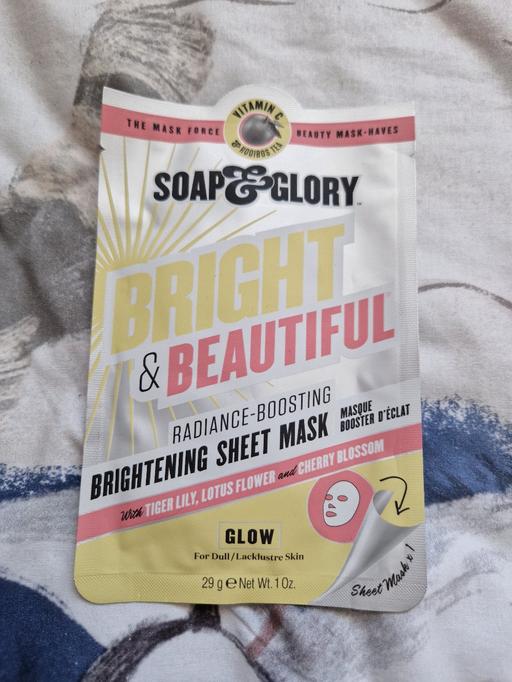 VITAMIN C
& ROOIBOS TEA
THE MASK FORCE
BEAUTY MASK-HAVES
SOAP&GLORY™
BRIGHT
& BEAUTIFUL
RADIANCE-BOOSTING
BRIGHTENING SHEET MASK
MASQUE
BOOSTER D'ÉCLAT
With TIGER LILY, LOTUS FLOWER and CHERRY BLOSSOM
GLOW
For Dull/Lacklustre Skin
29 g ℮ Net Wt. 1 Oz.
Sheet Mask x 1